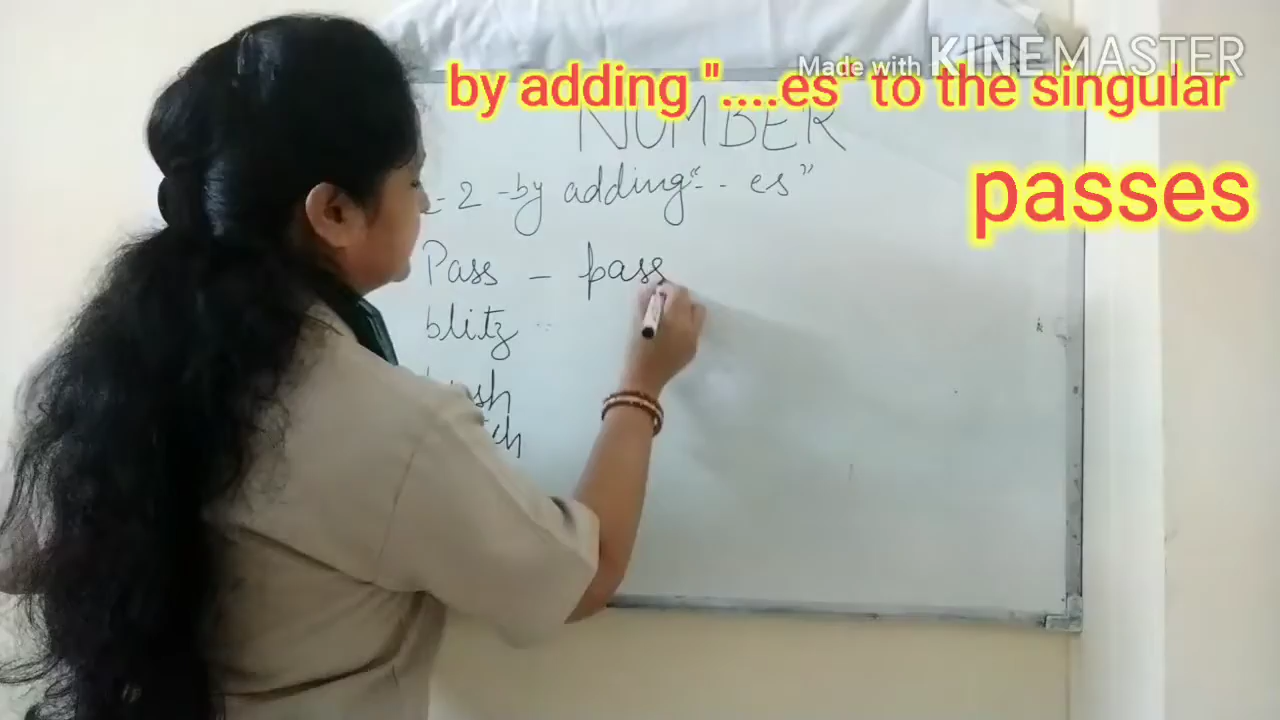 Made with KINEMASTER
by adding "....es" to the singular
NUMBER
2 - by adding "- - es"
passes
Pass - pass
blitz